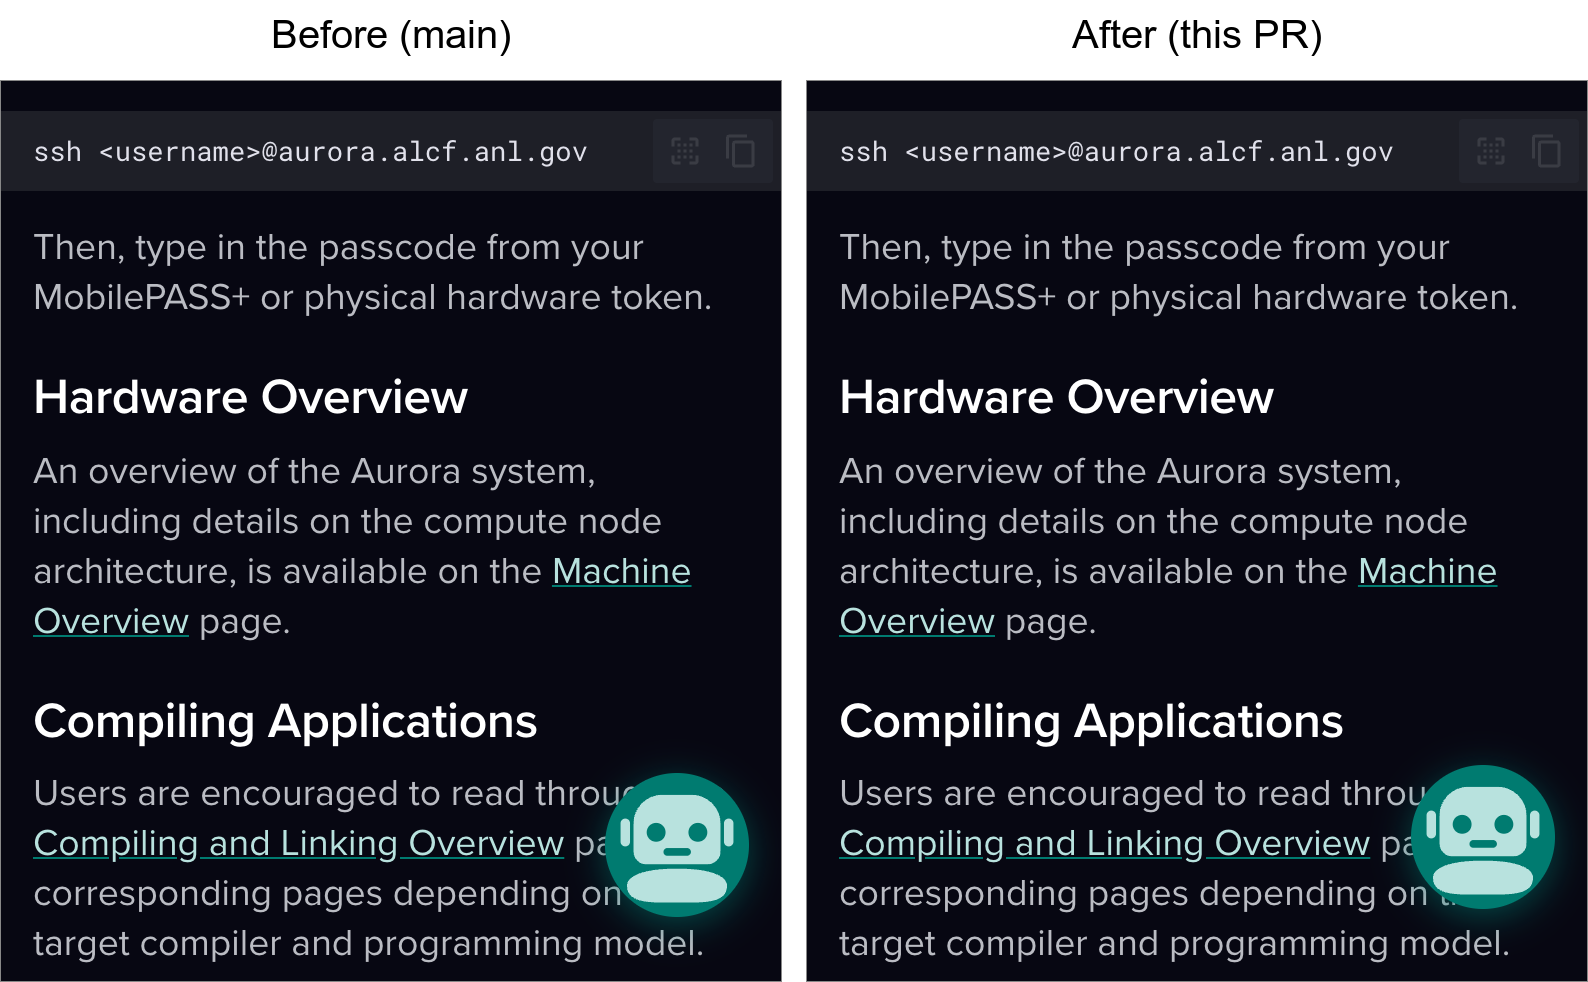 Before (main)
ssh <username>@aurora.alcf.anl.gov
Then, type in the passcode from your
MobilePASS+ or physical hardware token.
Hardware Overview
An overview of the Aurora system,
including details on the compute node
architecture, is available on the Machine
Overview page.
Compiling Applications
Users are encouraged to read
Compiling and Linking Overview
corresponding pages depending on
target compiler and programming model.
After (this PR)
ssh <username>@aurora.alcf.anl.gov
Then, type in the passcode from your
MobilePASS+ or physical hardware token.
Hardware Overview
An overview of the Aurora system,
including details on the compute node
architecture, is available on the Machine
Overview page.
Compiling Applications
Users are encouraged to read
Compiling and Linking Overview
corresponding pages depending on
target compiler and programming model.